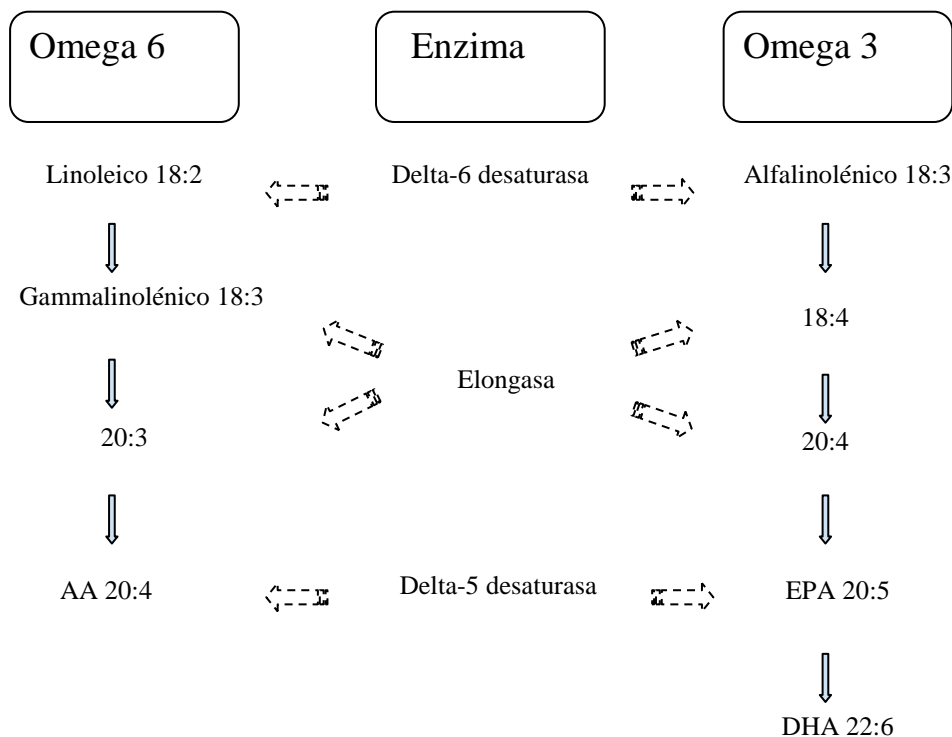 Omega 6
Enzima
Omega 3
Linoleico 18:2
Delta-6 desaturasa
Alfalinolénico 18:3
Gammalinolénico 18:3
18:4
Elongasa
20:3
20:4
AA 20:4
Delta-5 desaturasa
EPA 20:5
DHA 22:6